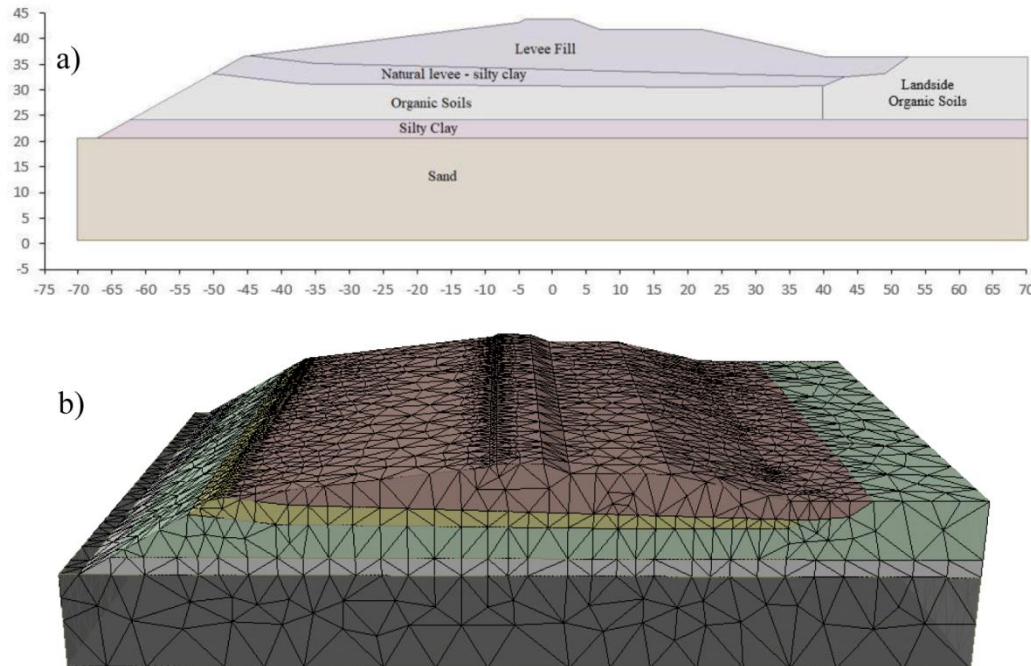 45
a)
40
35
30
25
20
15
10
5
0
-5
Levee Fill
Natural levee - silty clay
Organic Soils
Landside
Organic Soils
Silty Clay
Sand
-75 -70 -65 -60 -55 -50 -45 -40 -35 -30 -25 -20 -15 -10 -5 0 5 10 15 20 25 30 35 40 45 50 55 60 65 70
b)